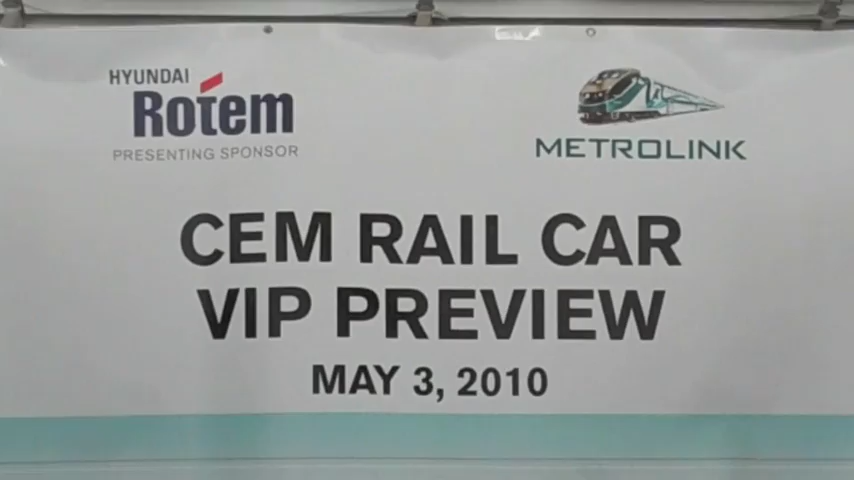 HYUNDAI
Rotem
PRESENTING SPONSOR
METROLINK
CEM RAIL CAR
VIP PREVIEW
MAY 3, 2010